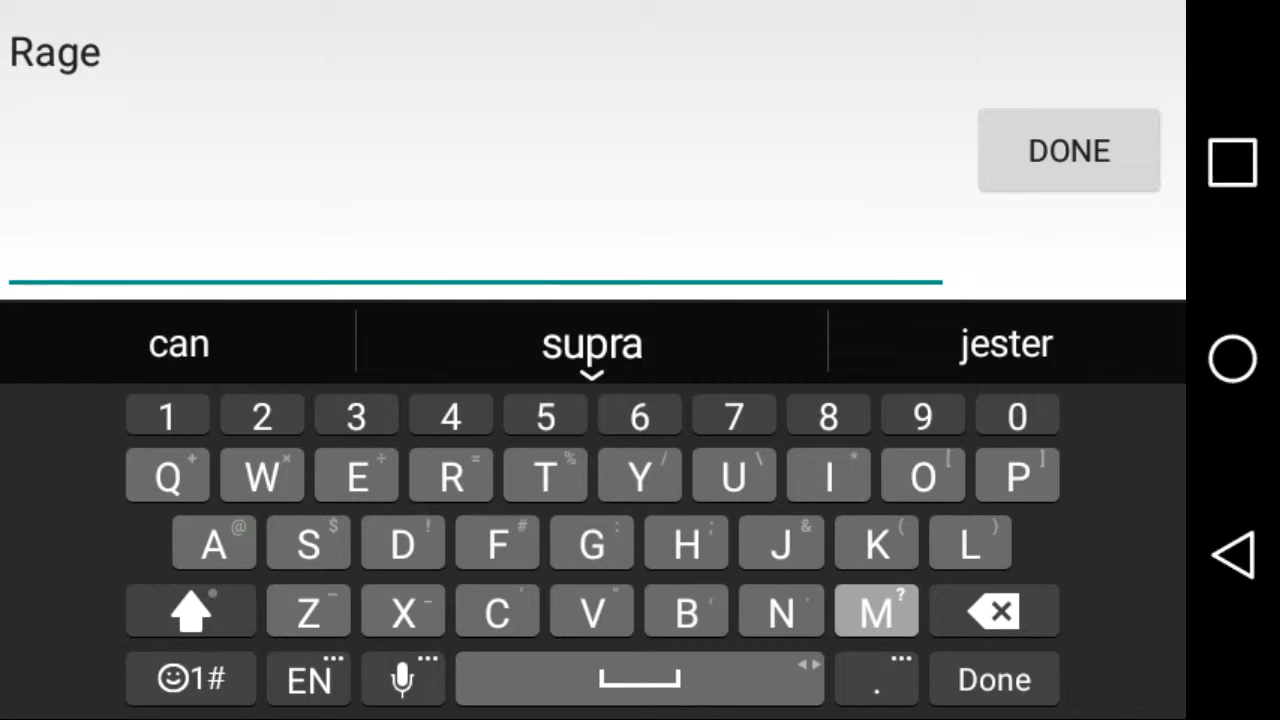 Rage
DONE
can supra jester
1 2 3 4 5 6 7 8 9 0
Q + W × E ÷ R = T % Y / U \ I * O [ P ]
A @ S $ D ! F # G : H ; J & K ( L )
Z – X - C ' V " B , N . M ?
1# EN ... ... . ... Done